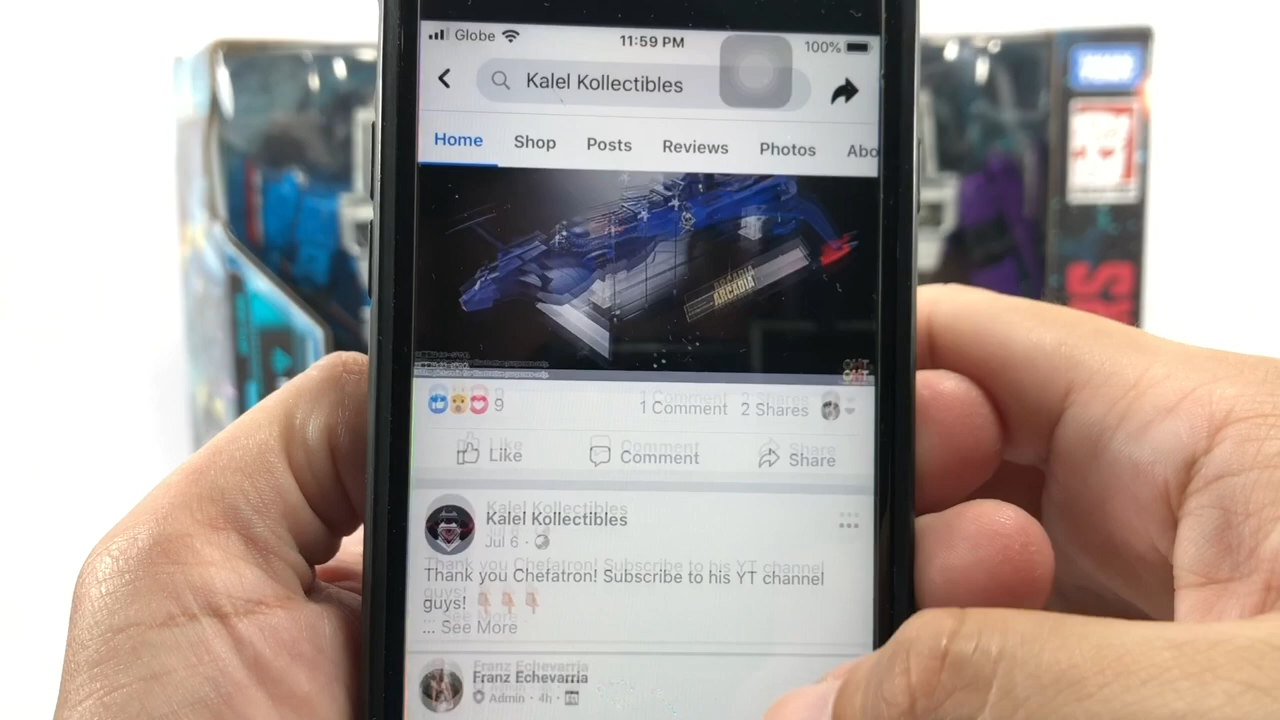 Globe
11:59 PM
100%
Kalel Kollectibles
Home Shop Posts Reviews Photos Abo
ARCADIA
9 1 Comment 2 Shares
Like Comment Share
Kalel Kollectibles
Jul 6 ·
Thank you Chefatron! Subscribe to his YT channel
guys!
... See More
Franz Echevarria
Admin · 4h ·